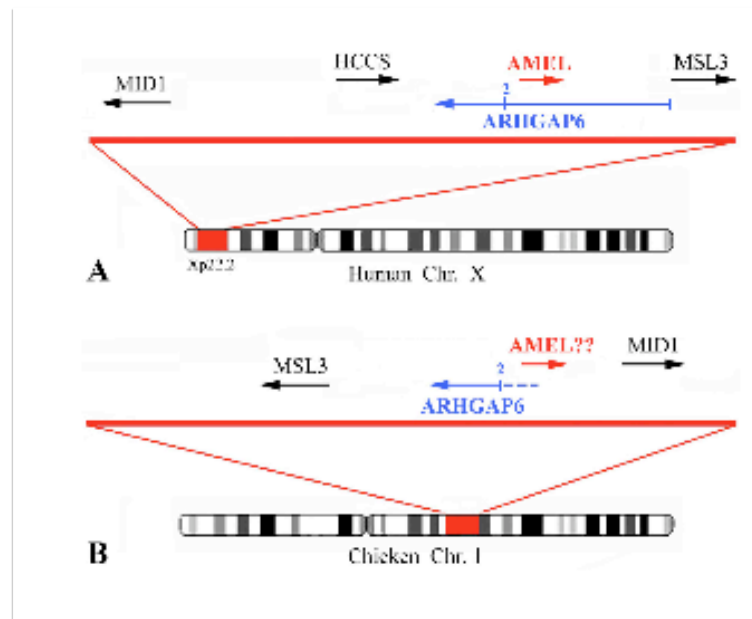 HCCS AMEL MSL3
MID1
2
ARHGAP6
Xp22.2
A
Human Chr. X
AMEL?? MID1
MSL3
2
ARHGAP6
B
Chicken Chr. 1